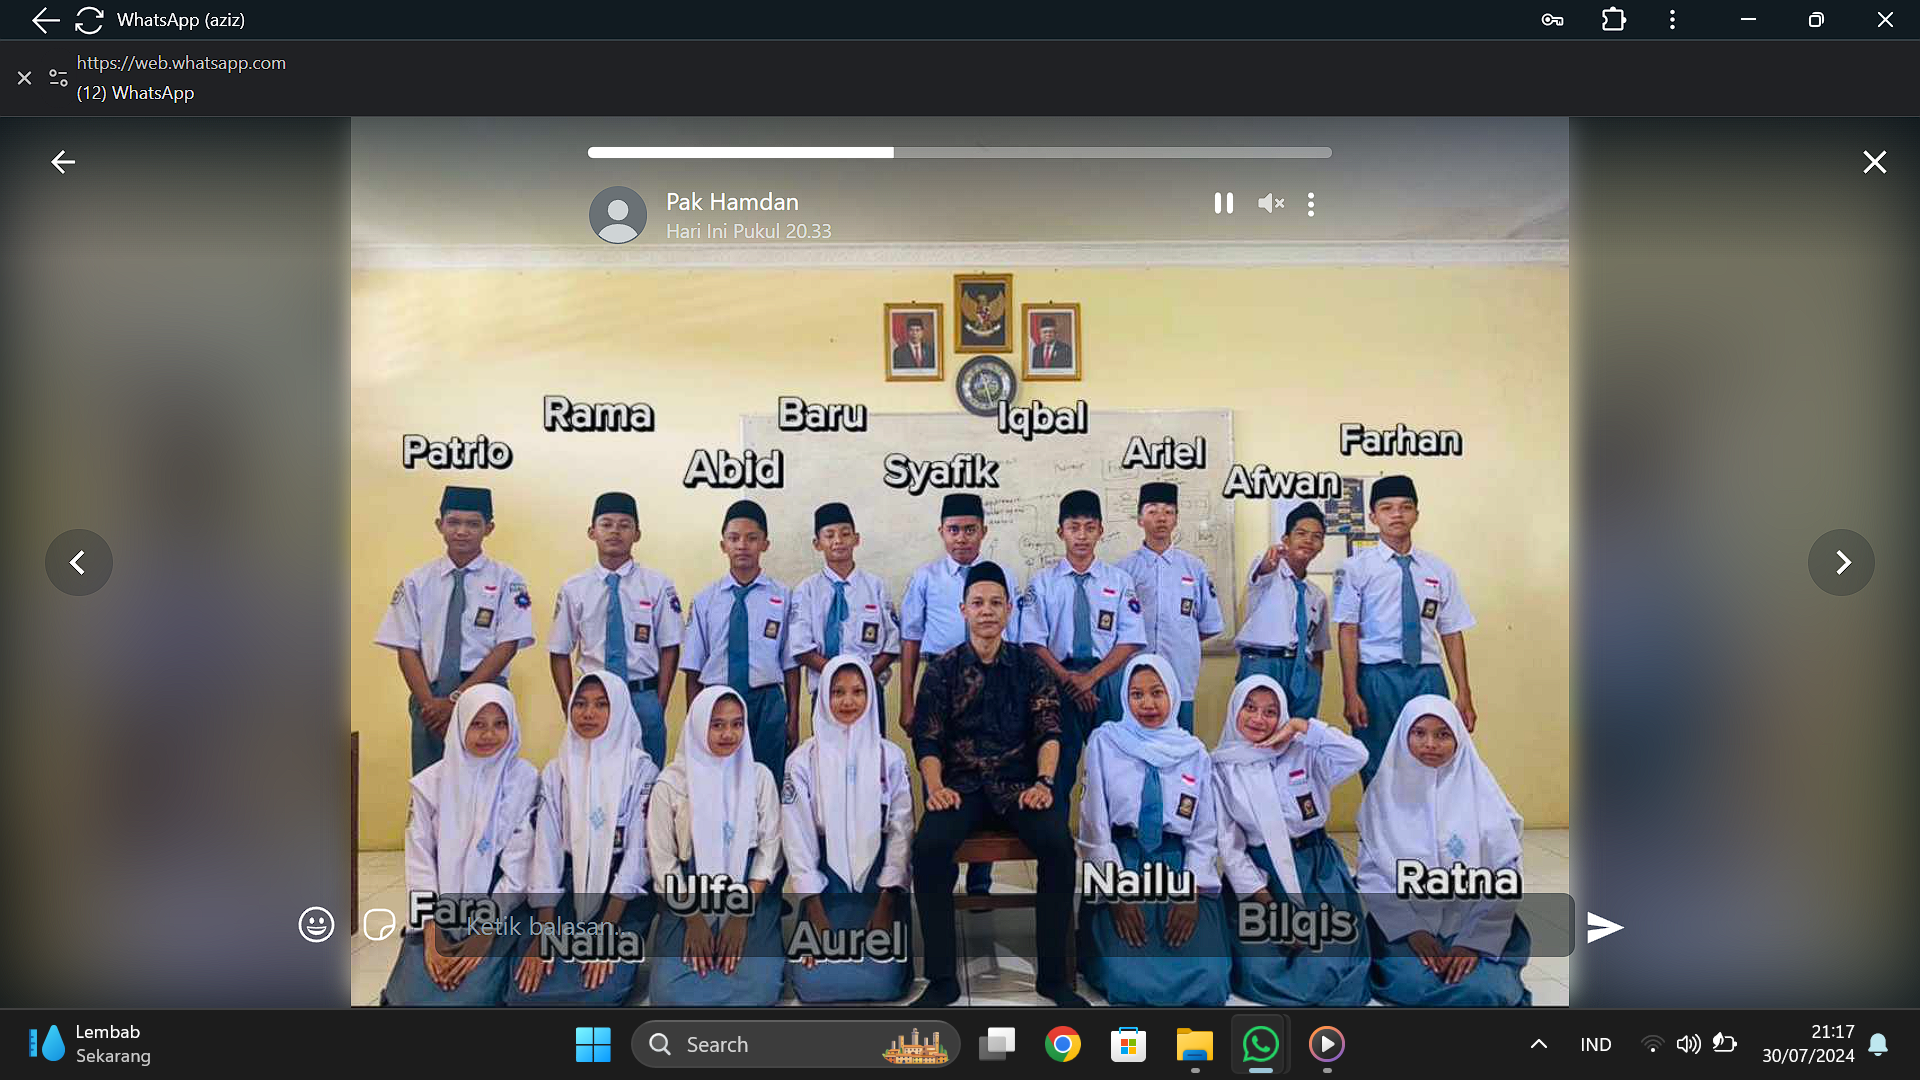 WhatsApp (aziz)
https://web.whatsapp.com
(12) WhatsApp
Pak Hamdan
Hari Ini Pukul 20.33
Rama
Baru
Iqbal
Patrio
Abid
Syafik
Ariel
Afwan
Farhan
Fara
Naila
Ulfa
Aurel
Nailu
Bilqis
Ratna
Ketik balasan...
Lembab
Sekarang
Search
IND
21:17
30/07/2024